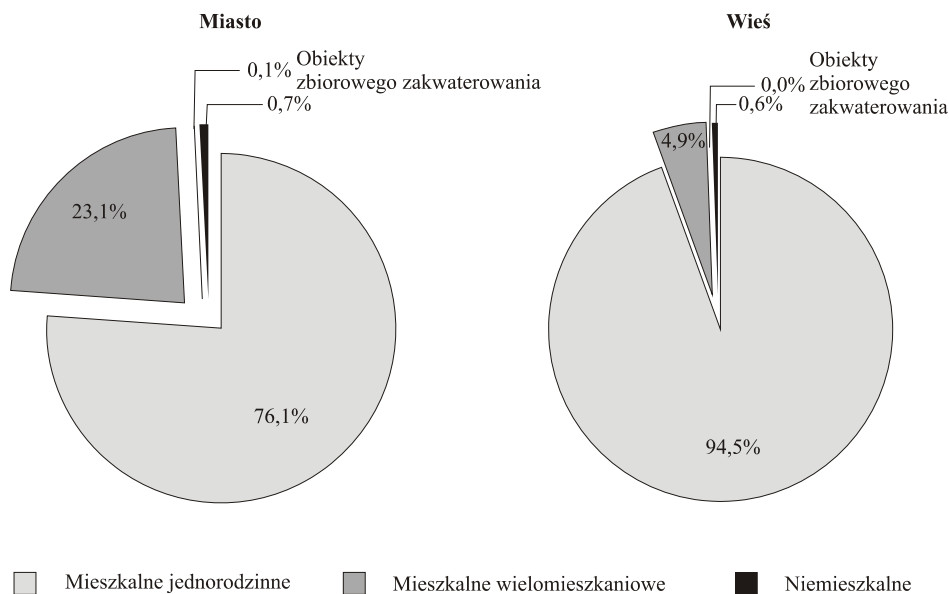 Miasto
0,1% Obiekty
zbiorowego zakwaterowania
0,7%
23,1%
76,1%
Wieś
Obiekty
0,0% zbiorowego
0,6% zakwaterowania
4,9%
94,5%
Mieszkalne jednorodzinne
Mieszkalne wielomieszkaniowe
Niemieszkalne